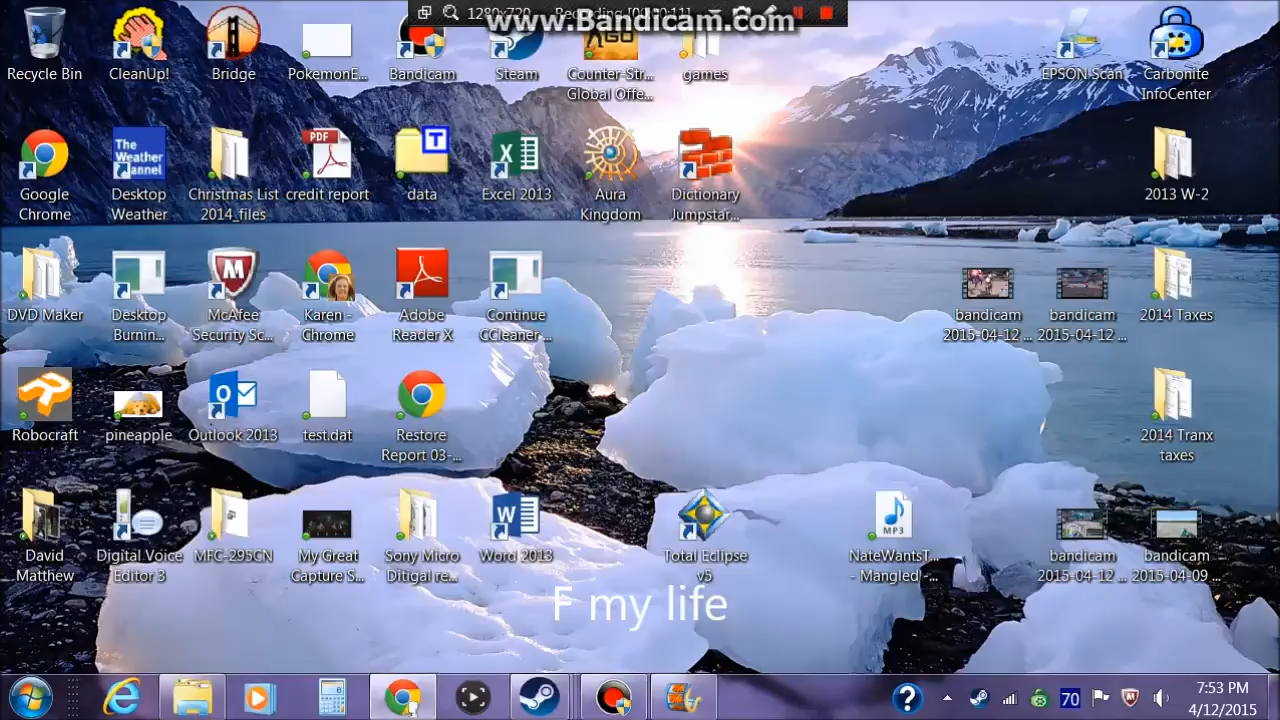 1280x720 Recording [00:00:11]
www.Bandicam.com
Recycle Bin
CleanUp!
Bridge
PokemonE...
Bandicam
Steam
GO
Counter-Str...
Global Offe...
games
EPSON Scan
Carbonite
InfoCenter
Google
Chrome
The
Weather
Channel
Desktop
Weather
Christmas List
2014_files
PDF
credit report
T
data
X
Excel 2013
Aura
Kingdom
Dictionary
Jumpstar...
2013 W-2
DVD Maker
Desktop
Burnin...
M
McAfee
Security Sc...
Karen -
Chrome
Adobe
Reader X
Continue
CCleaner ...
bandicam
2015-04-12 ...
bandicam
2015-04-12 ...
2014 Taxes
Robocraft
pineapple
O
Outlook 2013
test.dat
Restore
Report 03-...
2014 Tranx
taxes
David
Matthew
Digital Voice
Editor 3
MFC-295CN
My Great
Capture S...
Sony Micro
Ditigal re...
W
Word 2013
Total Eclipse
v5
MP3
NateWantsT...
- Mangled -...
bandicam
2015-04-12 ...
bandicam
2015-04-09 ...
F my life
?
70
M
7:53 PM
4/12/2015